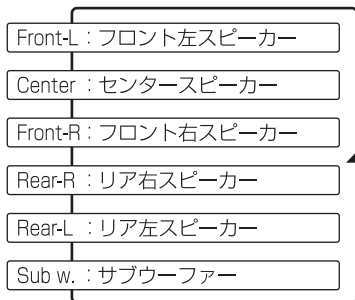 Front-L：フロント左スピーカー
Center：センタースピーカー
Front-R：フロント右スピーカー
Rear-R：リア右スピーカー
Rear-L：リア左スピーカー
Sub w.：サブウーファー